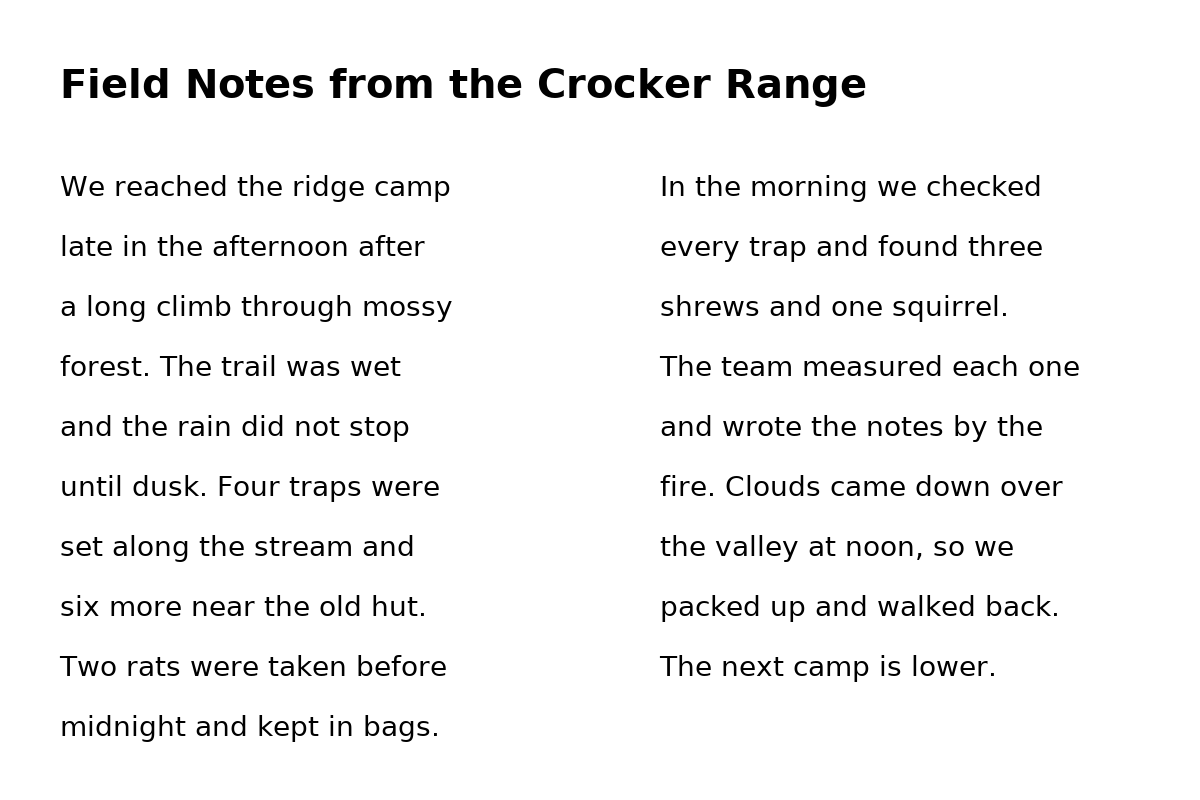 Field Notes from the Crocker Range
We reached the ridge camp
late in the afternoon after
a long climb through mossy
forest. The trail was wet
and the rain did not stop
until dusk. Four traps were
set along the stream and
six more near the old hut.
Two rats were taken before
midnight and kept in bags.
In the morning we checked
every trap and found three
shrews and one squirrel.
The team measured each one
and wrote the notes by the
fire. Clouds came down over
the valley at noon, so we
packed up and walked back.
The next camp is lower.